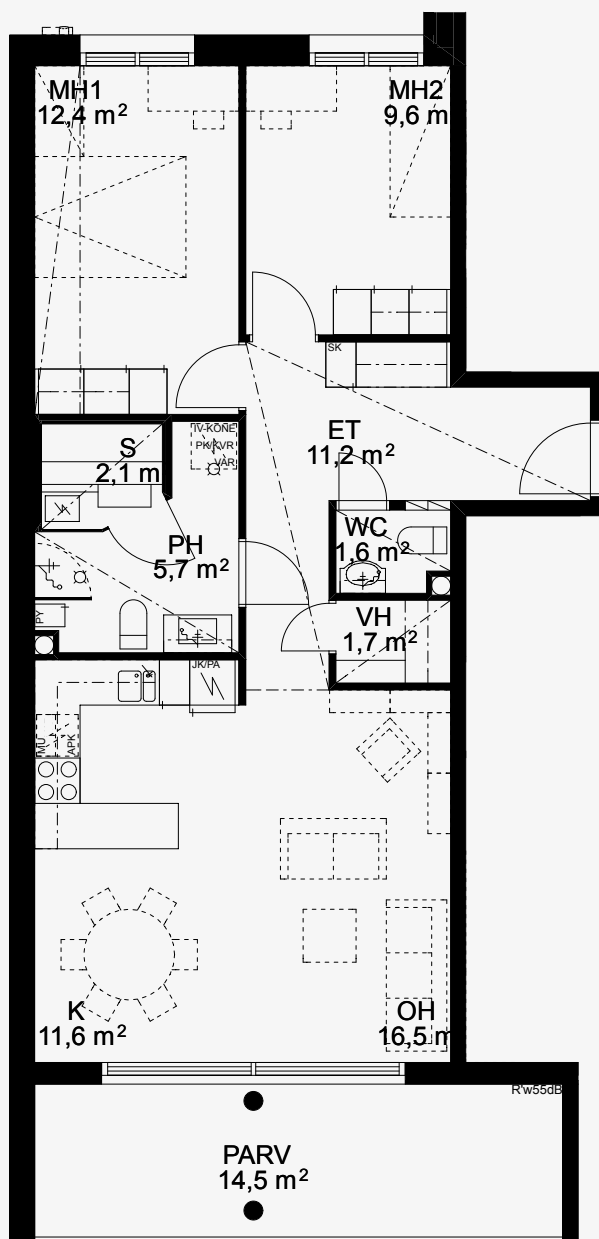 MH1
12,4 m²
MH2
9,6 m
ŠK
IV-KONE
PK/KVR
VAR
S
2,1 m
ET
11,2 m²
WC
1,6 m²
PH
5,7 m²
PY
VH
1,7 m²
JK/PA
MU
APK
K
11,6 m²
OH
16,5 m
R'w55dB
PARV
14,5 m²